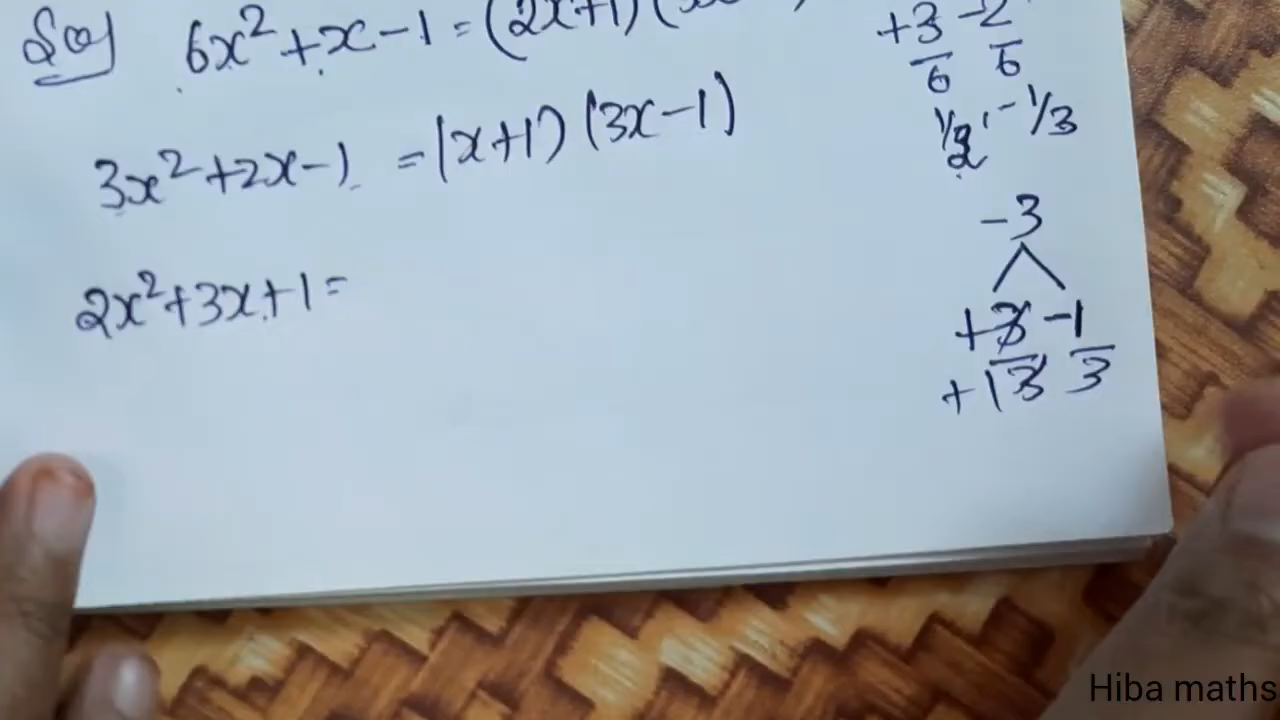 Sol 6x²+x-1=(2x+1)(3x
3x²+2x-1 =(x+1)(3x-1)
2x²+3x+1=
+3 -2
6 6
1/2, -1/3
-3
+3 -1
+1 3 3
Hiba maths